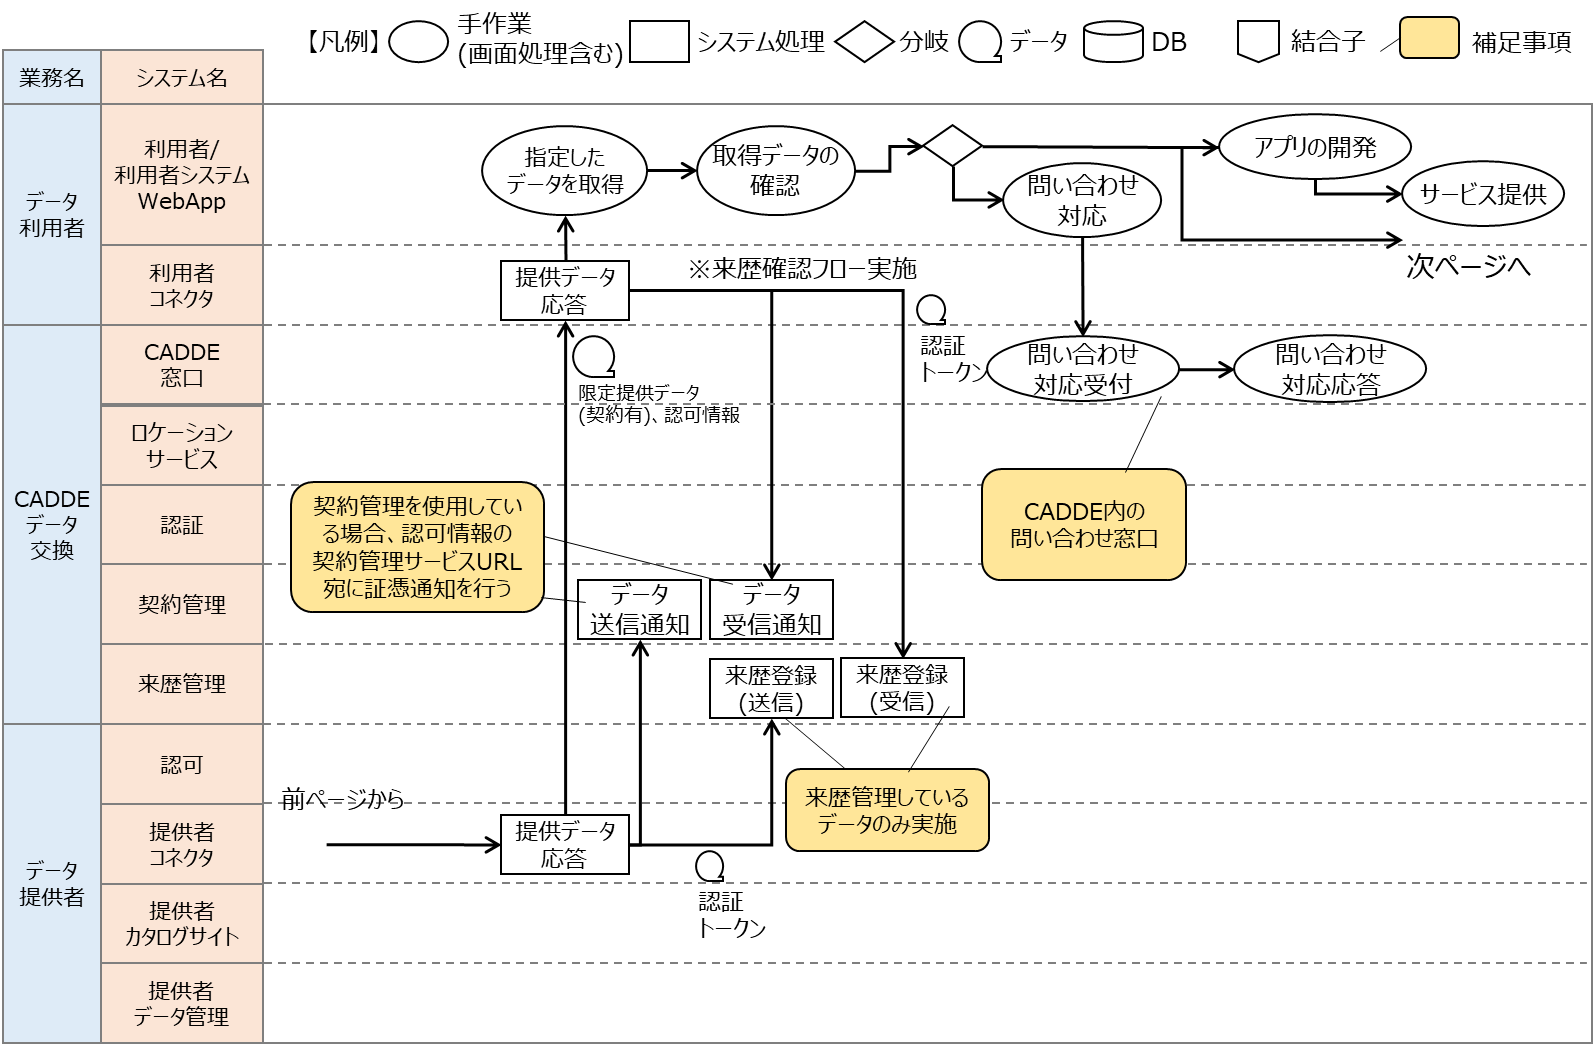 【凡例】
手作業
(画面処理含む)
システム処理
分岐
データ
DB
結合子
補足事項
業務名
システム名
データ
利用者
利用者/
利用者システム
WebApp
指定した
データを取得
取得データの
確認
問い合わせ
対応
アプリの開発
サービス提供
次ページへ
利用者
コネクタ
提供データ
応答
※来歴確認フロー実施
認証
トークン
CADDE
データ
交換
CADDE
窓口
限定提供データ
(契約有)、認可情報
問い合わせ
対応受付
問い合わせ
対応応答
ロケーション
サービス
認証
契約管理を使用してい
る場合、認可情報の
契約管理サービスURL
宛に証憑通知を行う
CADDE内の
問い合わせ窓口
契約管理
データ
送信通知
データ
受信通知
来歴管理
来歴登録
(送信)
来歴登録
(受信)
データ
提供者
認可
来歴管理している
データのみ実施
前ページから
提供者
コネクタ
提供データ
応答
認証
トークン
提供者
カタログサイト
提供者
データ管理